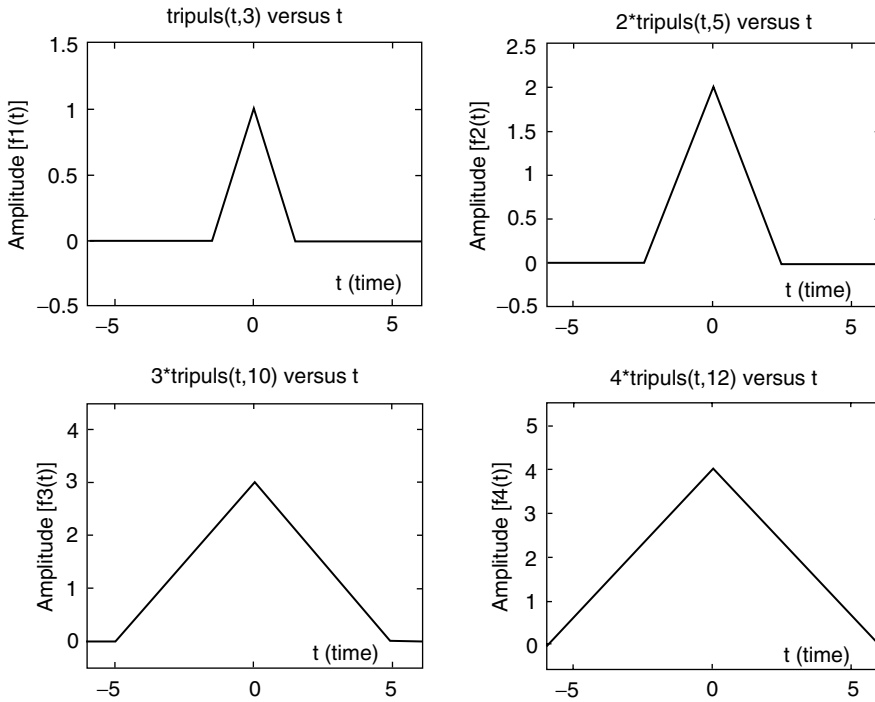 tripuls(t,3) versus t
1.5
1
0.5
0
–0.5
Amplitude [f1(t)]
t (time)
–5
0
5
2*tripuls(t,5) versus t
2.5
2
1.5
1
0.5
0
–0.5
Amplitude [f2(t)]
t (time)
–5
0
5
3*tripuls(t,10) versus t
4
3
2
1
0
Amplitude [f3(t)]
t (time)
–5
0
5
4*tripuls(t,12) versus t
5
4
3
2
1
0
Amplitude [f4(t)]
t (time)
–5
0
5